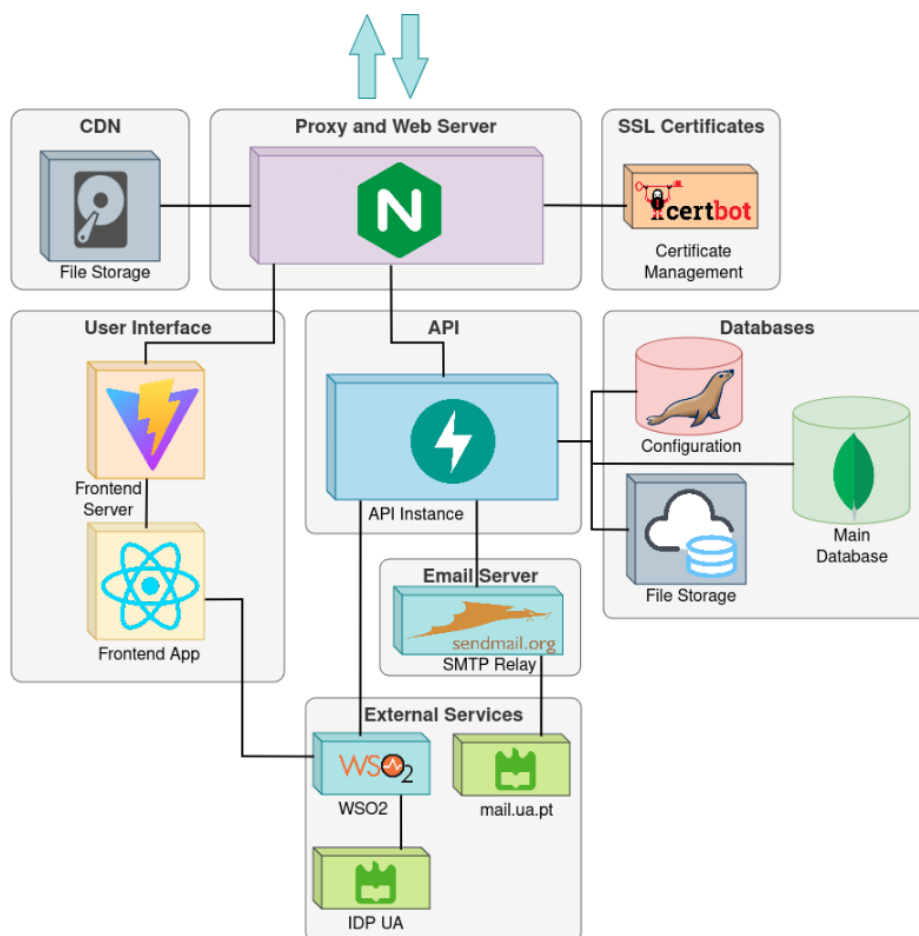 CDN
File Storage
Proxy and Web Server
N
SSL Certificates
certbot
Certificate
Management
User Interface
Frontend
Server
Frontend App
API
API Instance
Databases
Configuration
Main
Database
File Storage
Email Server
sendmail.org
SMTP Relay
External Services
WSO2
WSO2
mail.ua.pt
IDP UA